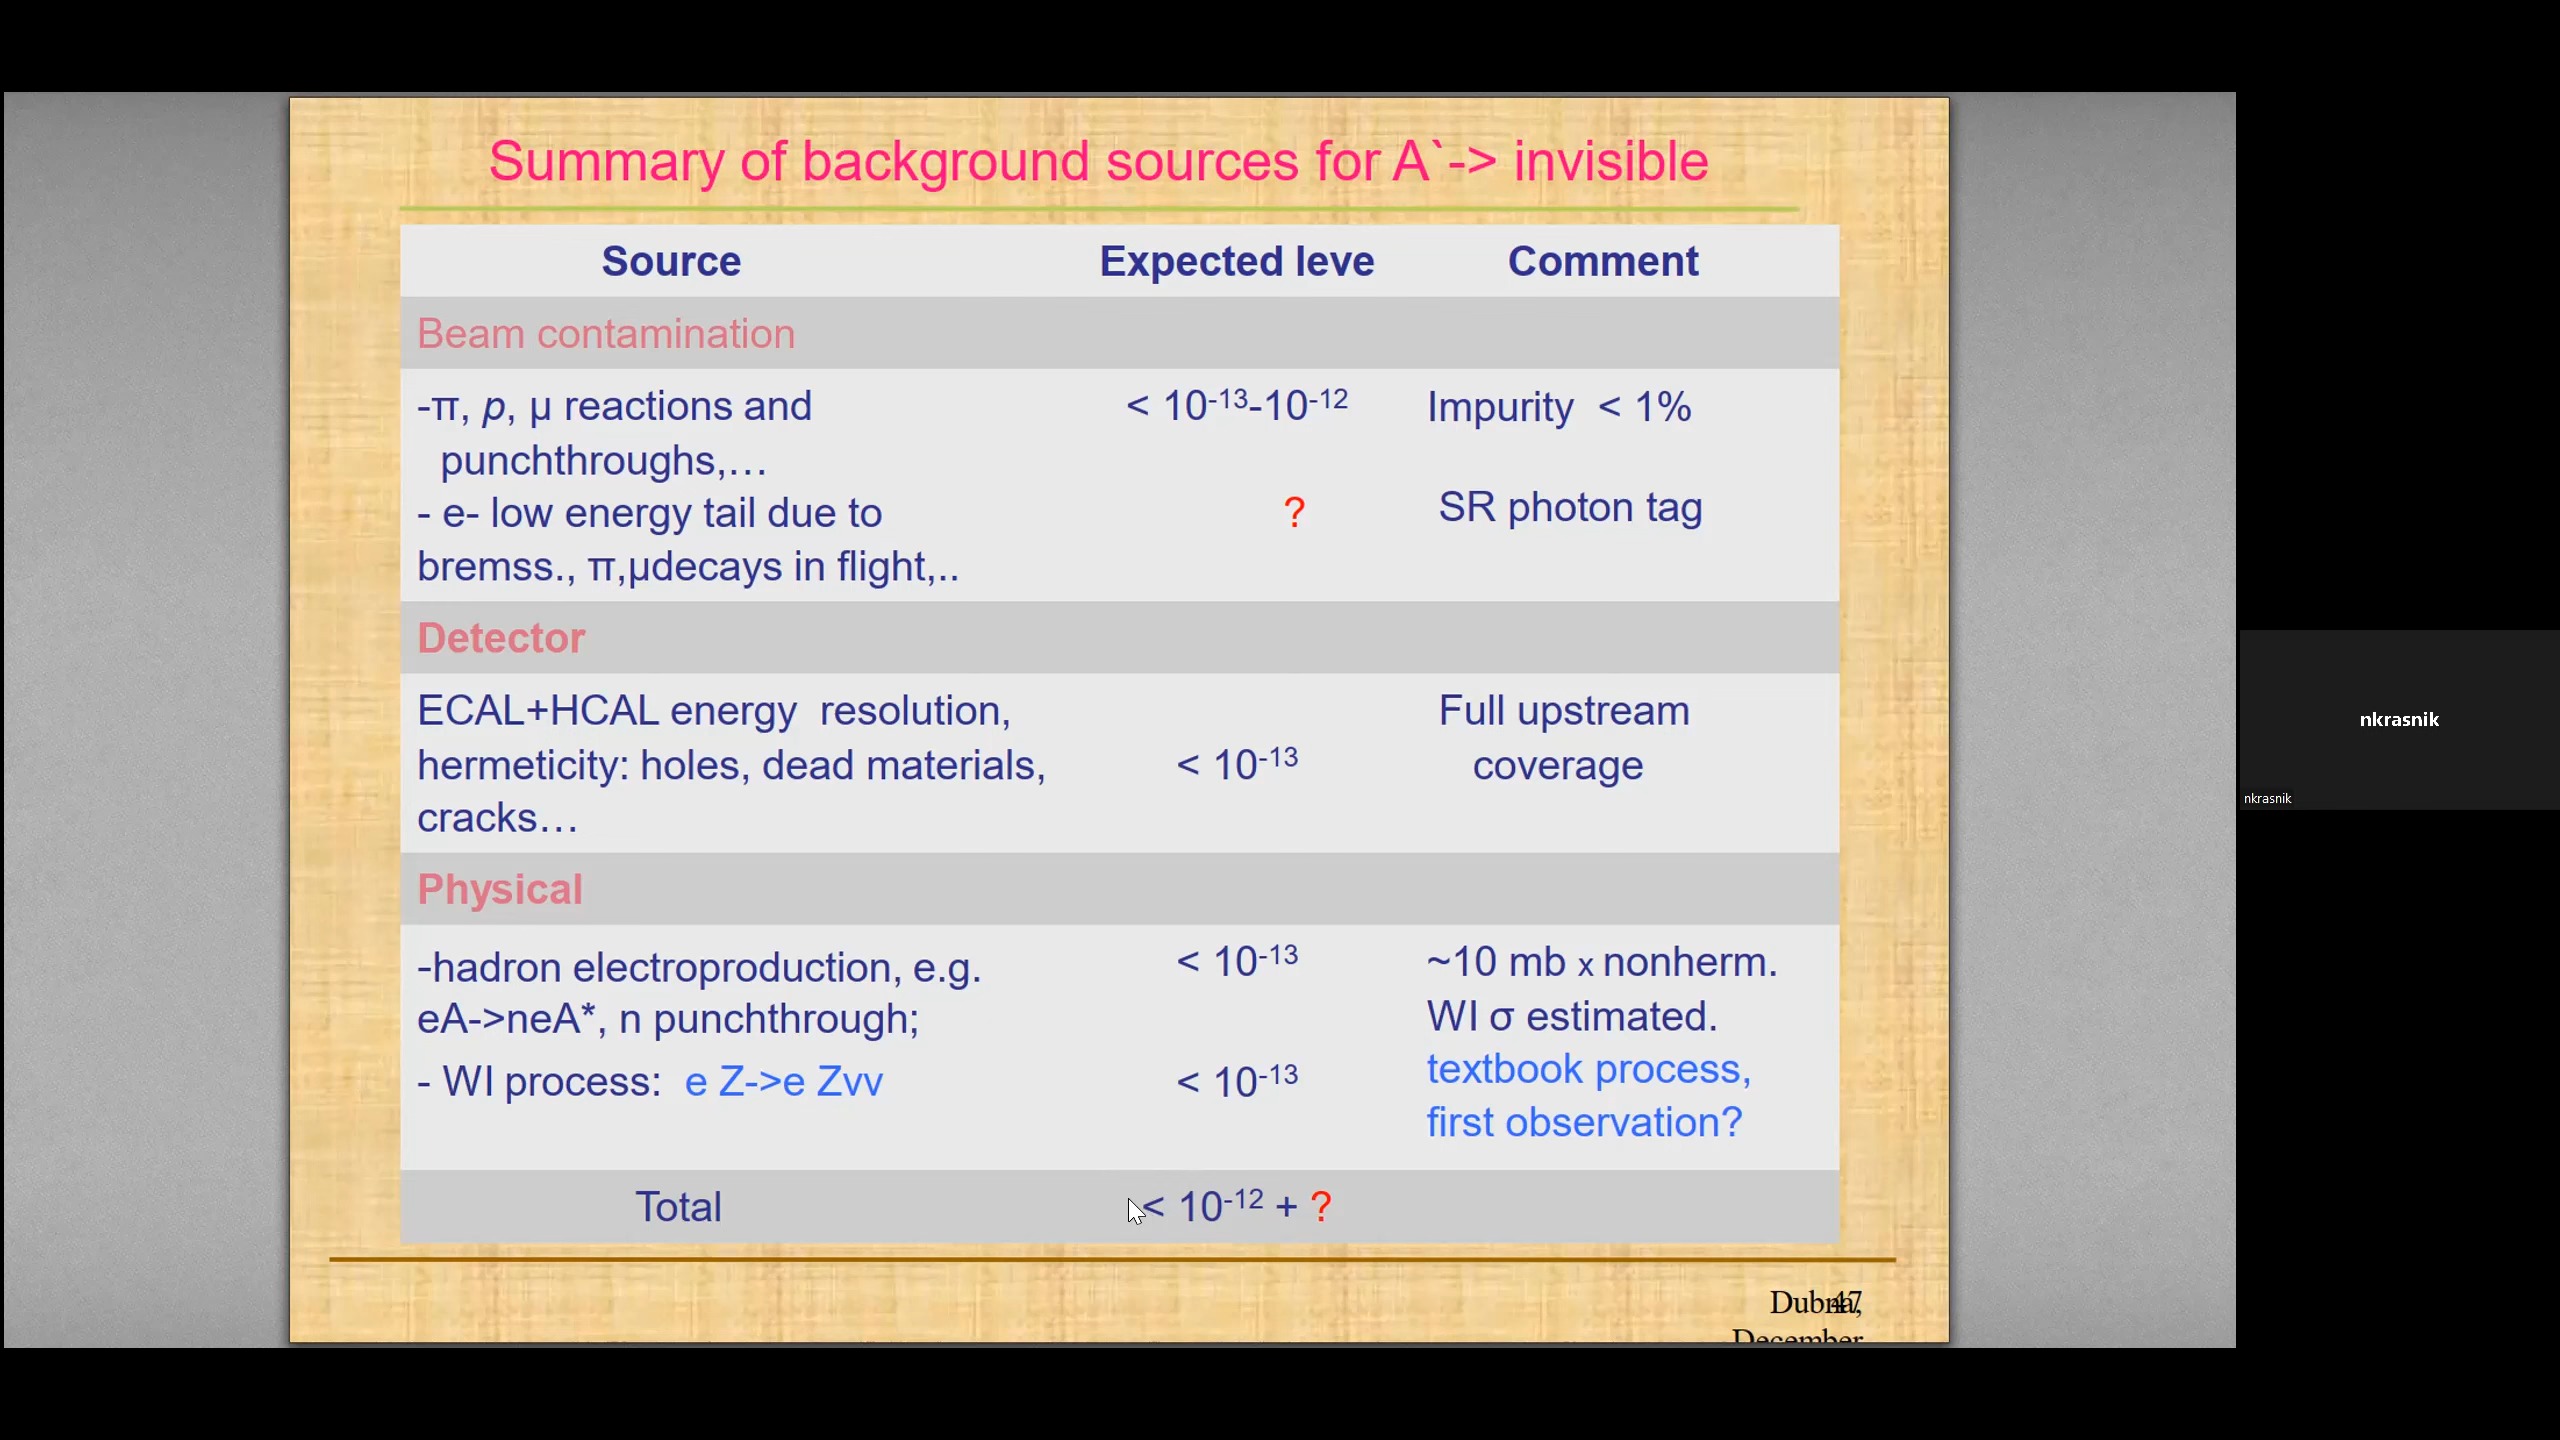 Summary of background sources for A`-> invisible
Source Expected leve Comment
Beam contamination
-π, p, μ reactions and < 10-13-10-12 Impurity < 1%
punchthroughs,…
- e- low energy tail due to ? SR photon tag
bremss., π,μdecays in flight,..
Detector
ECAL+HCAL energy resolution, Full upstream
hermeticity: holes, dead materials, < 10-13 coverage
cracks…
Physical
-hadron electroproduction, e.g. < 10-13 ~10 mb x nonherm.
eA->neA*, n punchthrough; WI σ estimated.
- WI process: e Z->e Zνν < 10-13 textbook process,
first observation?
Total < 10-12 + ?
Dubna, 47
December
nkrasnik
nkrasnik